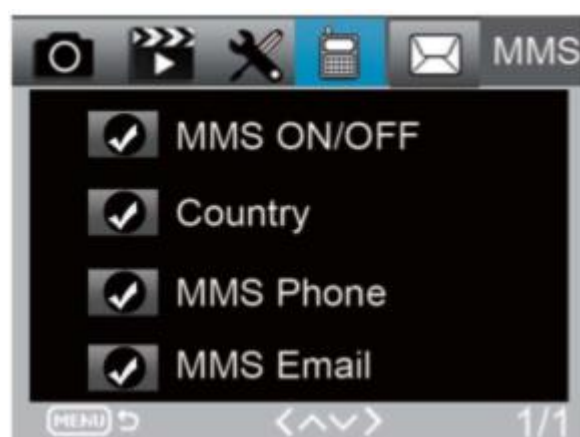 MMS
MMS ON/OFF
Country
MMS Phone
MMS Email
MENU
1/1